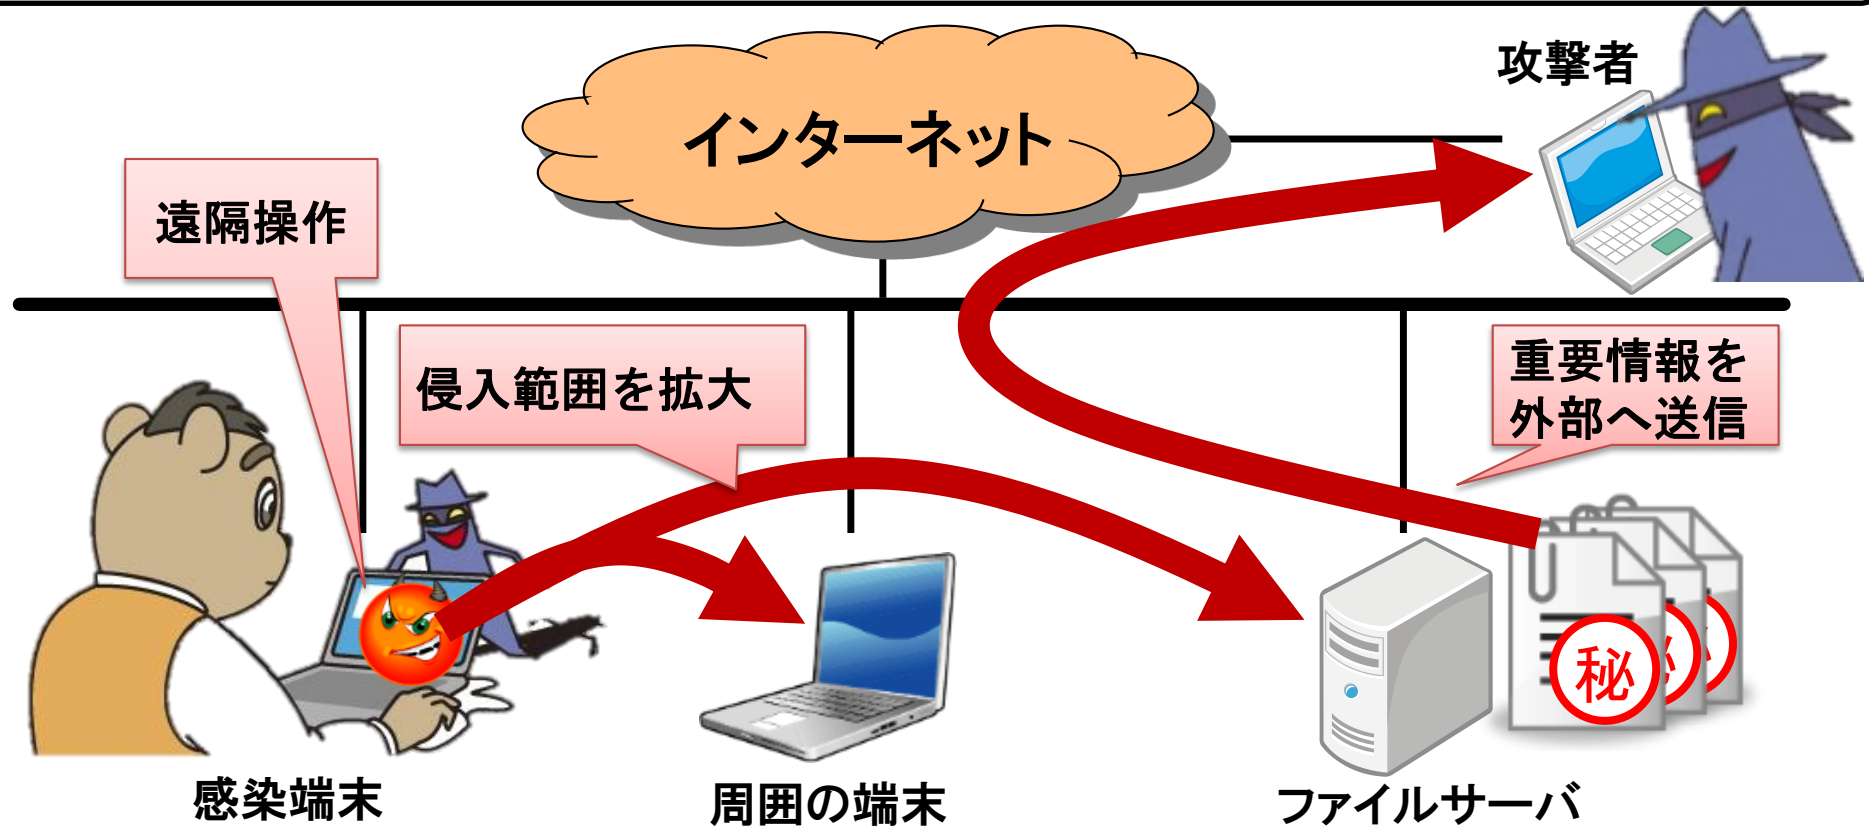 攻撃者
インターネット
遠隔操作
侵入範囲を拡大
重要情報を
外部へ送信
秘
秘
秘
感染端末
周囲の端末
ファイルサーバ